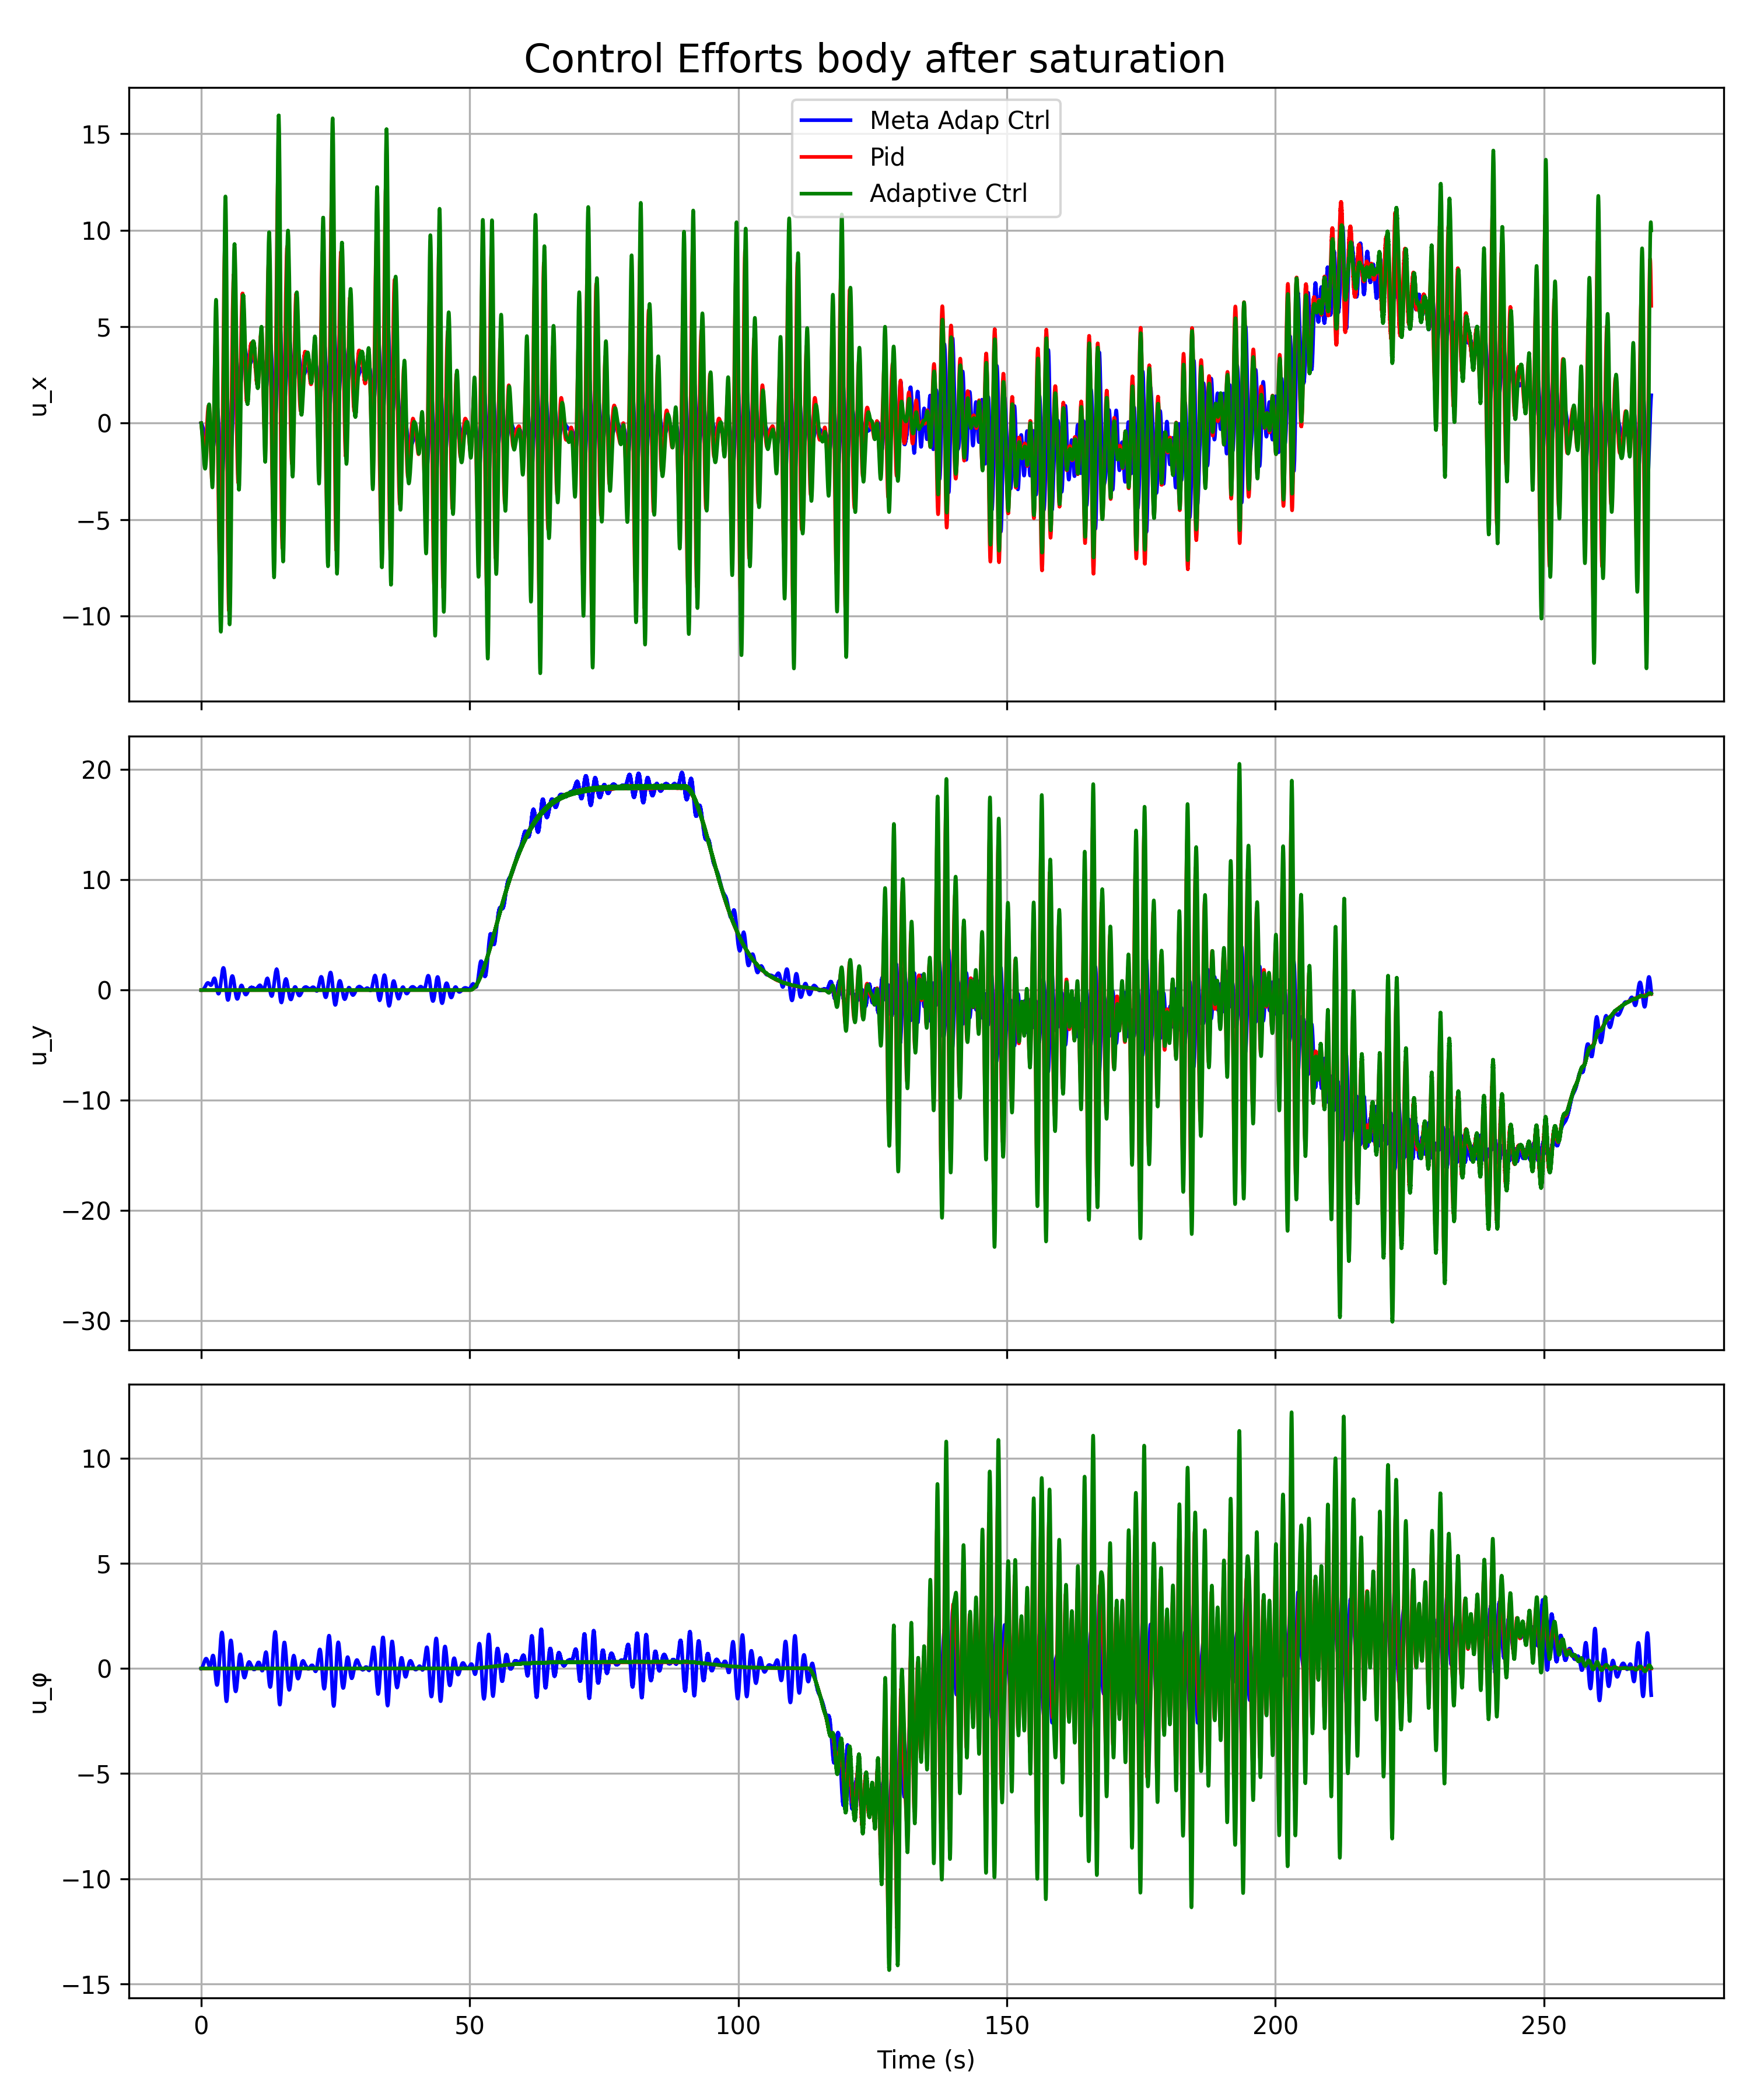 Control Efforts body after saturation
Meta Adap Ctrl
Pid
Adaptive Ctrl
15
10
5
0
−5
−10
u_x
20
10
0
−10
−20
−30
u_y
10
5
0
−5
−10
−15
u_φ
0 50 100 150 200 250
Time (s)